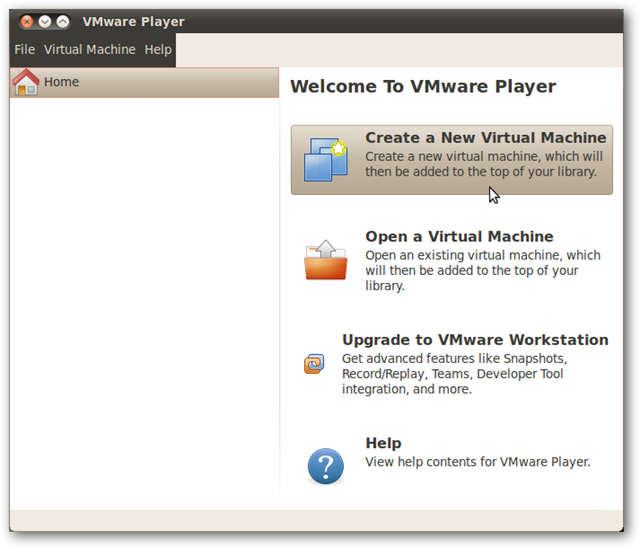 VMware Player
File Virtual Machine Help
Home
Welcome To VMware Player
Create a New Virtual Machine
Create a new virtual machine, which will
then be added to the top of your library.
Open a Virtual Machine
Open an existing virtual machine, which
will then be added to the top of your
library.
Upgrade to VMware Workstation
Get advanced features like Snapshots,
Record/Replay, Teams, Developer Tool
integration, and more.
Help
View help contents for VMware Player.